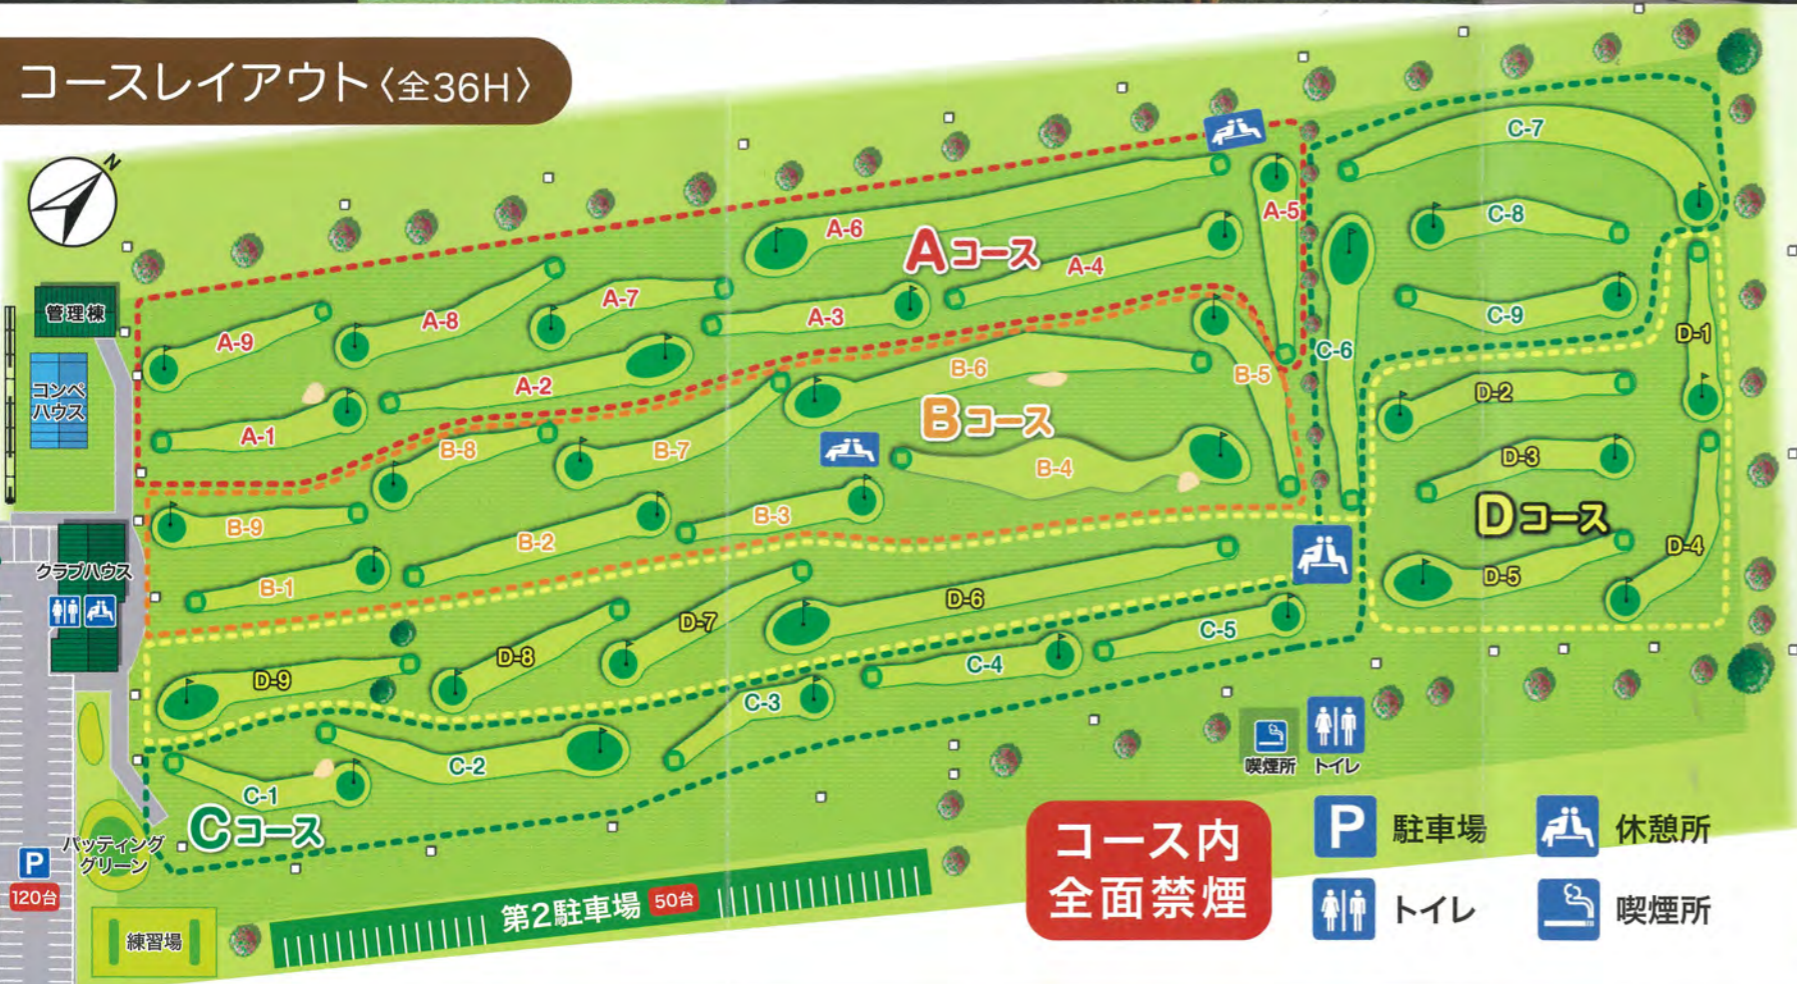 コースレイアウト〈全36H〉
N
管理棟
コンペ
ハウス
クラブハウス
パッティング
グリーン
P
120台
練習場
第2駐車場 50台
Aコース
A-1
A-2
A-3
A-4
A-5
A-6
A-7
A-8
A-9
Bコース
B-1
B-2
B-3
B-4
B-5
B-6
B-7
B-8
B-9
Cコース
C-1
C-2
C-3
C-4
C-5
C-6
C-7
C-8
C-9
Dコース
D-1
D-2
D-3
D-4
D-5
D-6
D-7
D-8
D-9
喫煙所
トイレ
コース内
全面禁煙
P 駐車場
休憩所
トイレ
喫煙所